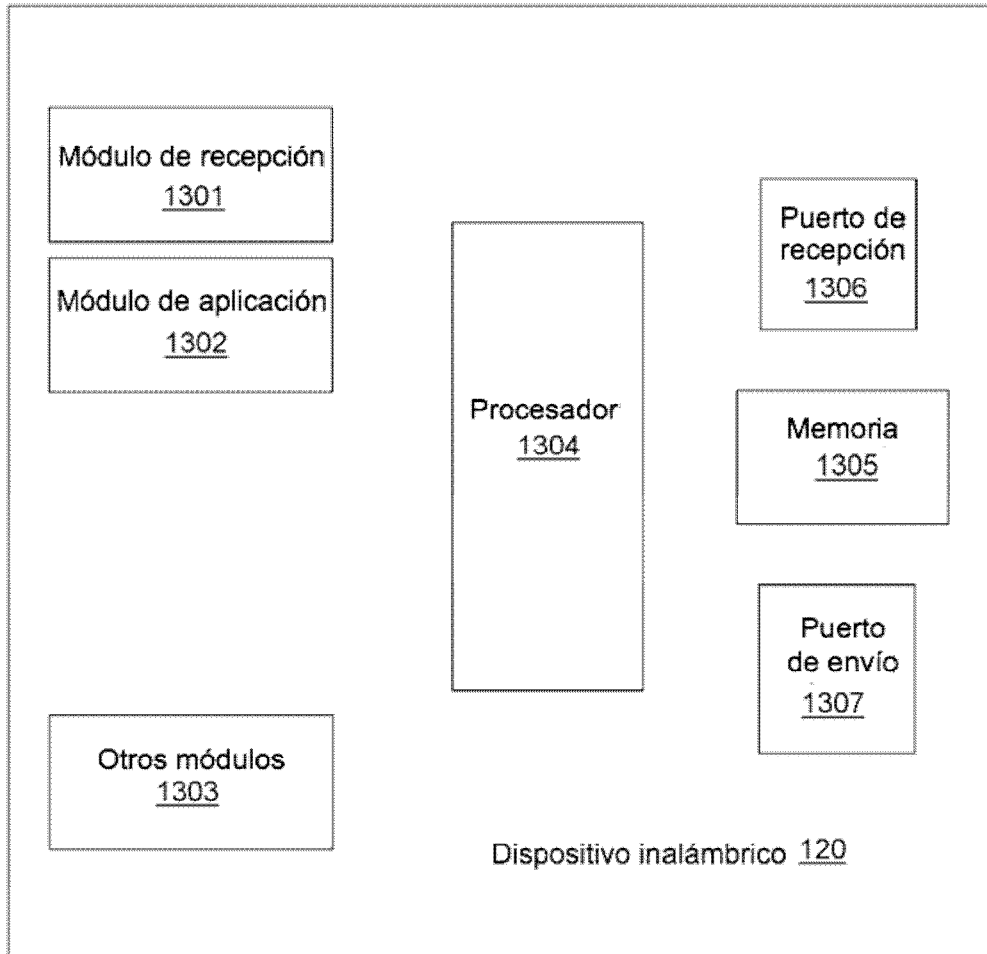 Módulo de recepción
1301
Módulo de aplicación
1302
Otros módulos
1303
Procesador
1304
Puerto de
recepción
1306
Memoria
1305
Puerto
de envío
1307
Dispositivo inalámbrico 120